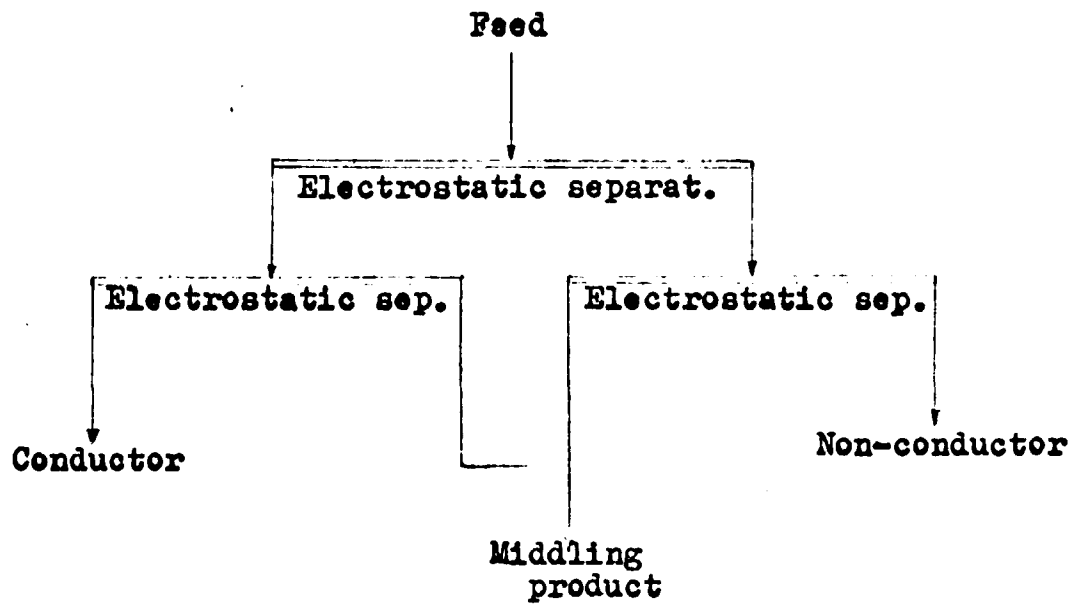 Feed
Electrostatic separat.
Electrostatic sep.
Electrostatic sep.
Conductor
Non-conductor
Middling
product